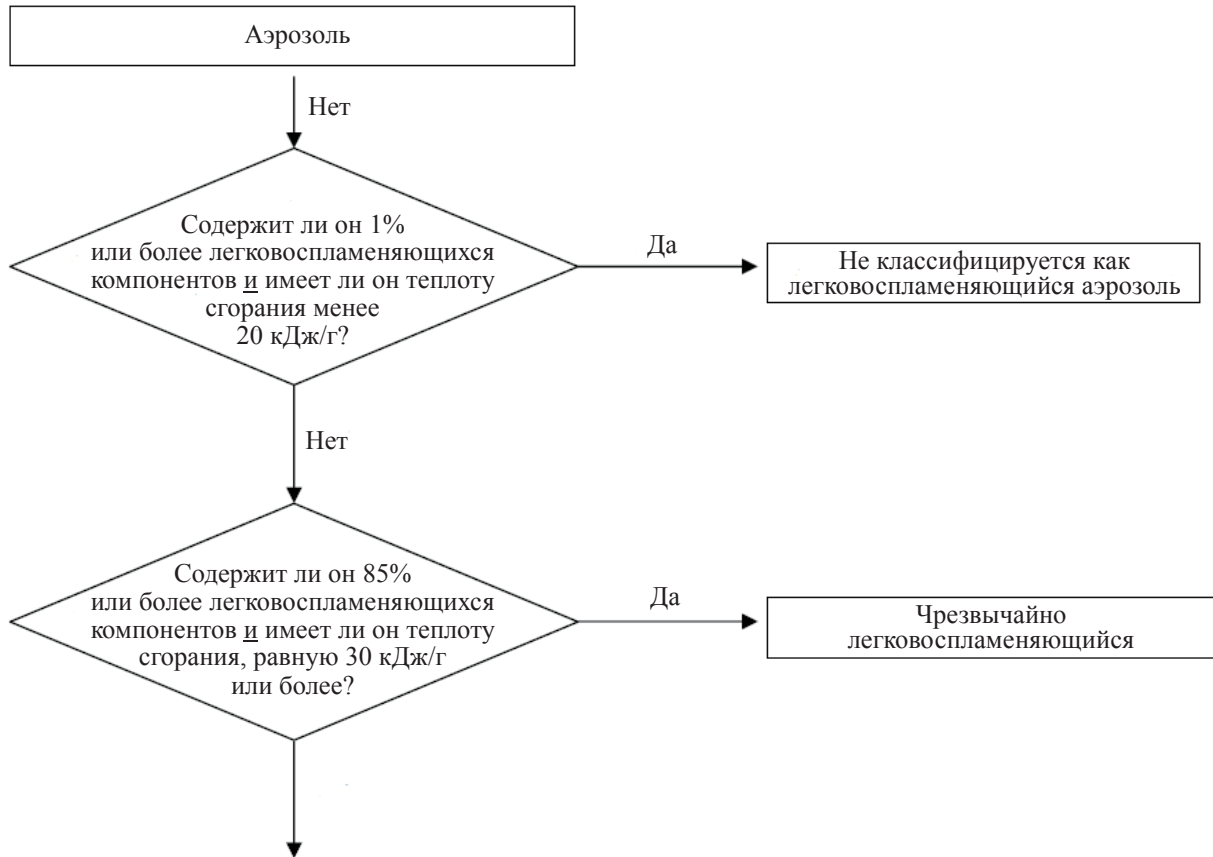 Аэрозоль
Нет
Содержит ли он 1%
или более легковоспламеняющихся
компонентов и имеет ли он теплоту
сгорания менее
20 кДж/г?
Да
Не классифицируется как
легковоспламеняющийся аэрозоль
Нет
Содержит ли он 85%
или более легковоспламеняющихся
компонентов и имеет ли он теплоту
сгорания, равную 30 кДж/г
или более?
Да
Чрезвычайно
легковоспламеняющийся